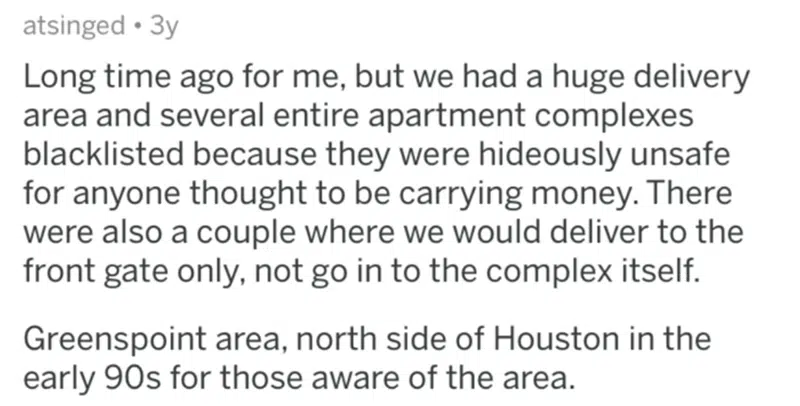 atsinged • 3y
Long time ago for me, but we had a huge delivery
area and several entire apartment complexes
blacklisted because they were hideously unsafe
for anyone thought to be carrying money. There
were also a couple where we would deliver to the
front gate only, not go in to the complex itself.
Greenspoint area, north side of Houston in the
early 90s for those aware of the area.